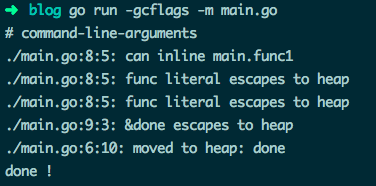 ➜ blog go run -gcflags -m main.go
# command-line-arguments
./main.go:8:5: can inline main.func1
./main.go:8:5: func literal escapes to heap
./main.go:8:5: func literal escapes to heap
./main.go:9:3: &done escapes to heap
./main.go:6:10: moved to heap: done
done !